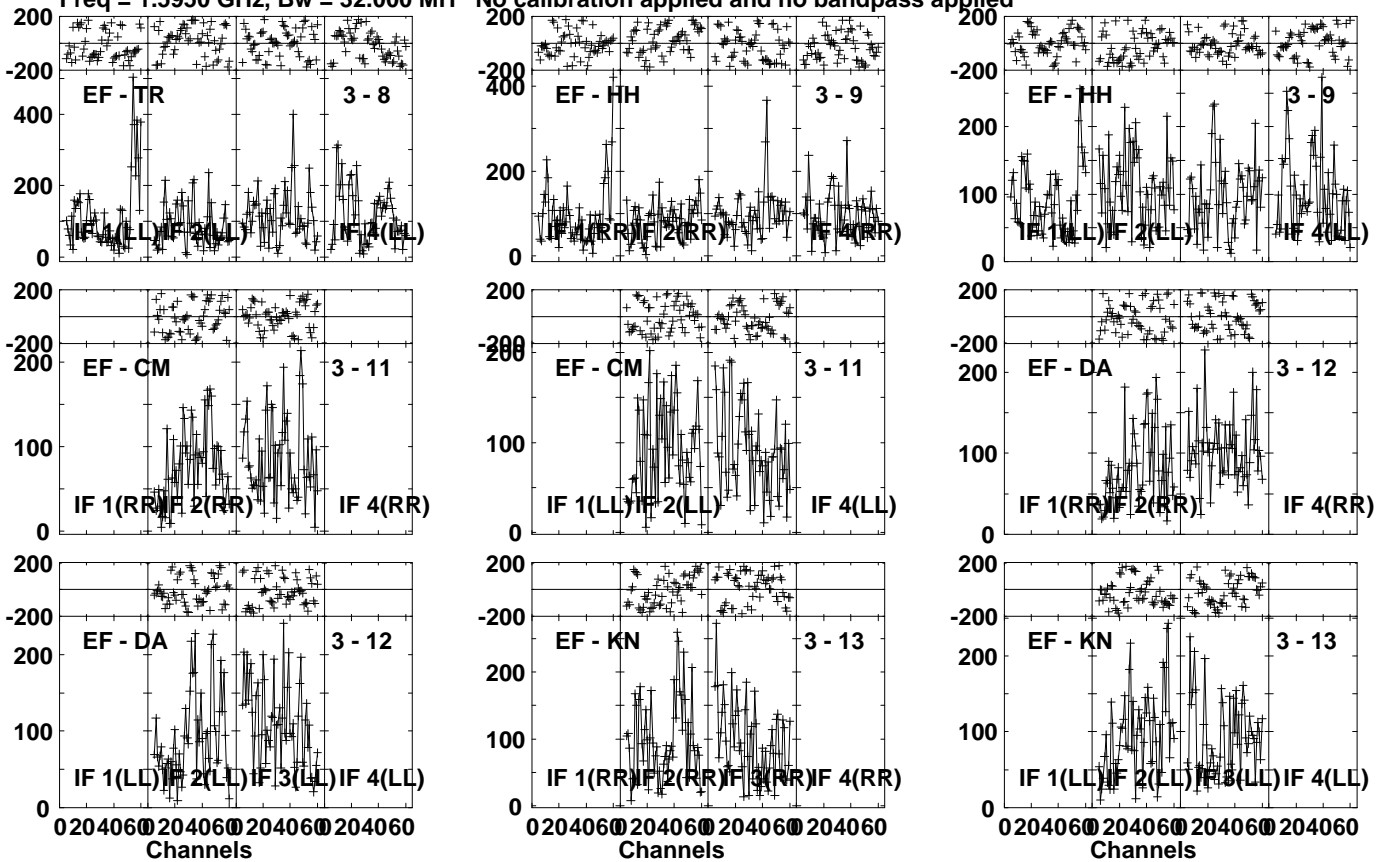 Freq = 1.5950 GHz, Bw = 32.000 MH No calibration applied and no bandpass applied
200
-200
EF - TR 3 - 8
400
200
0
IF 1(LL) IF 2(LL) IF 4(LL)
200
-200
EF - HH 3 - 9
400
200
0
IF 1(RR) IF 2(RR) IF 4(RR)
200
-200
EF - HH 3 - 9
200
100
0
IF 1(LL) IF 2(LL) IF 4(LL)
200
-200
EF - CM 3 - 11
200
100
0
IF 1(RR) IF 2(RR) IF 4(RR)
200
-200
EF - CM 3 - 11
200
100
0
IF 1(LL) IF 2(LL) IF 4(LL)
200
-200
EF - DA 3 - 12
200
100
0
IF 1(RR) IF 2(RR) IF 4(RR)
200
-200
EF - DA 3 - 12
200
100
0
IF 1(LL) IF 2(LL) IF 3(LL) IF 4(LL)
0 20 40 60 0 20 40 60 0 20 40 60 0 20 40 60
Channels
200
-200
EF - KN 3 - 13
200
100
0
IF 1(RR) IF 2(RR) IF 3(RR) IF 4(RR)
0 20 40 60 0 20 40 60 0 20 40 60 0 20 40 60
Channels
200
-200
EF - KN 3 - 13
200
100
0
IF 1(LL) IF 2(LL) IF 3(LL) IF 4(LL)
0 20 40 60 0 20 40 60 0 20 40 60 0 20 40 60
Channels